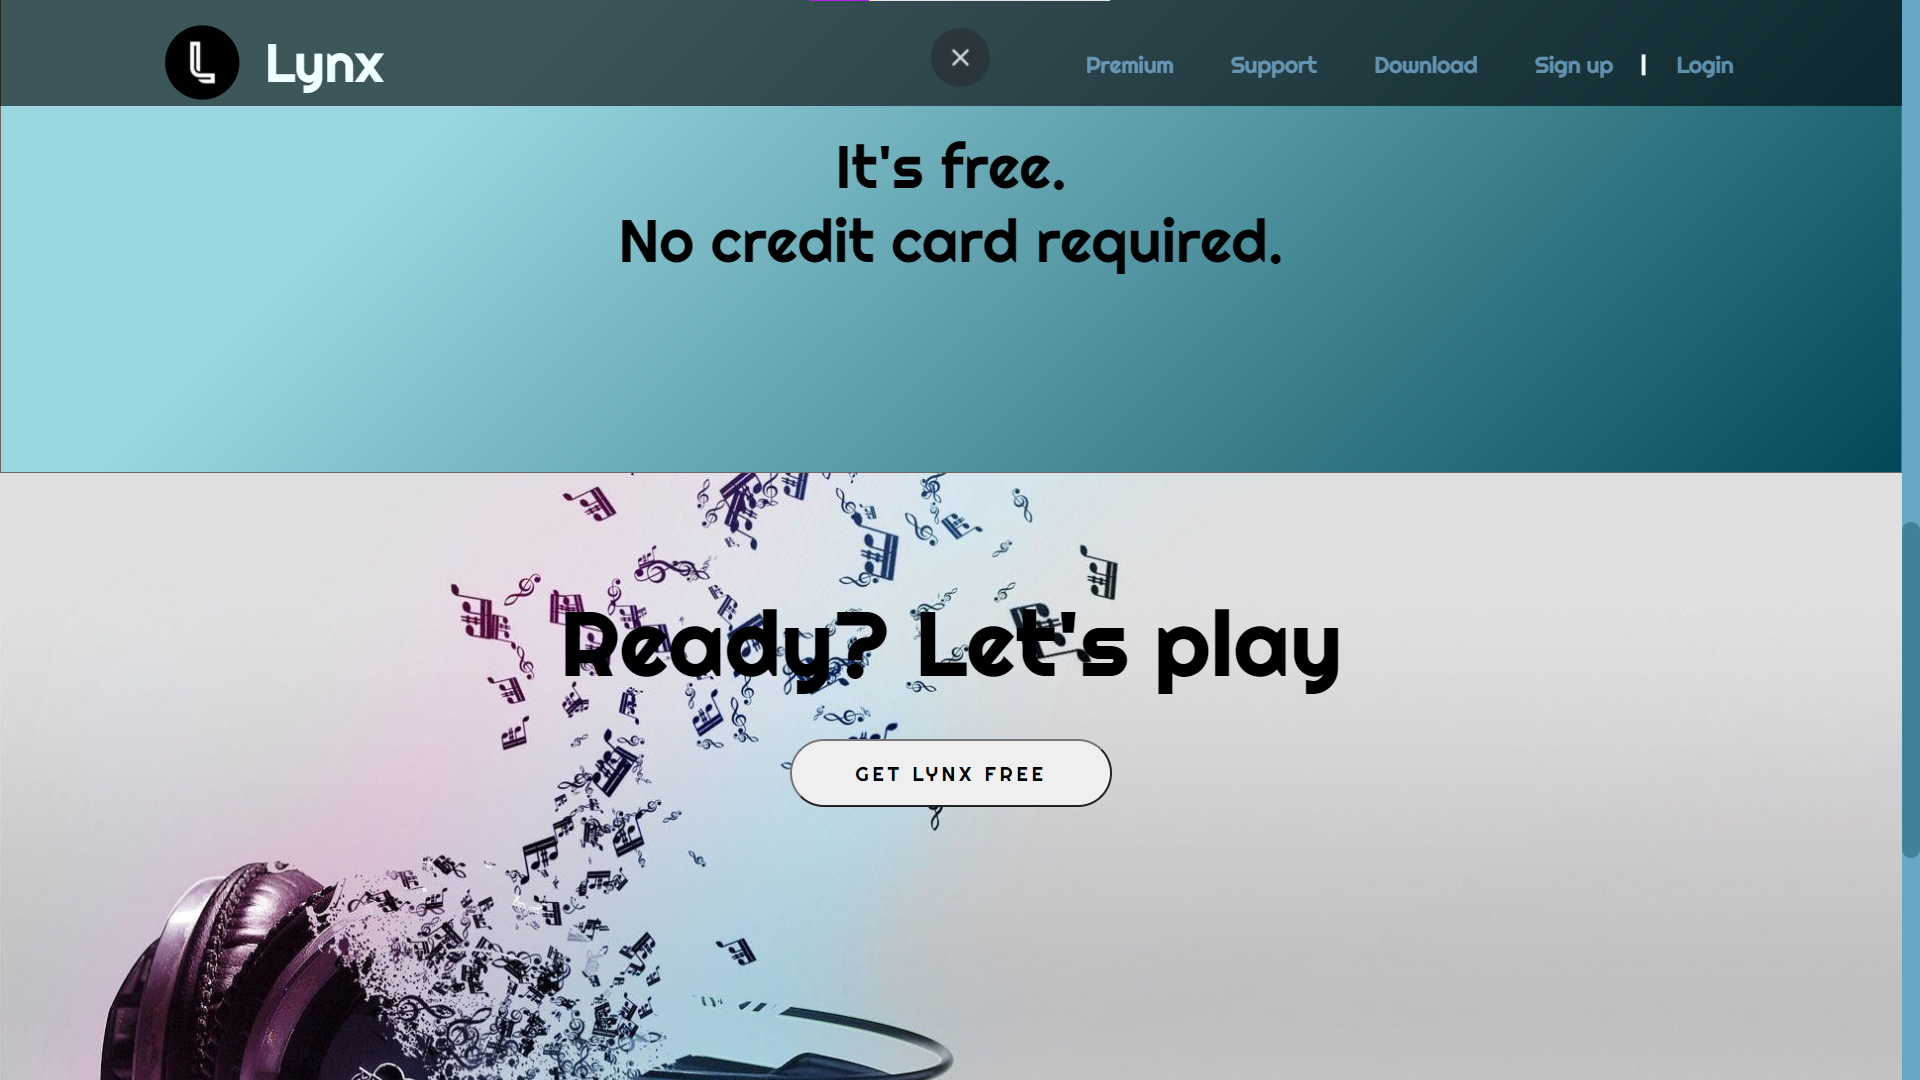 L Lynx
Premium Support Download Sign up | Login
It's free.
No credit card required.
Ready? Let's play
GET LYNX FREE